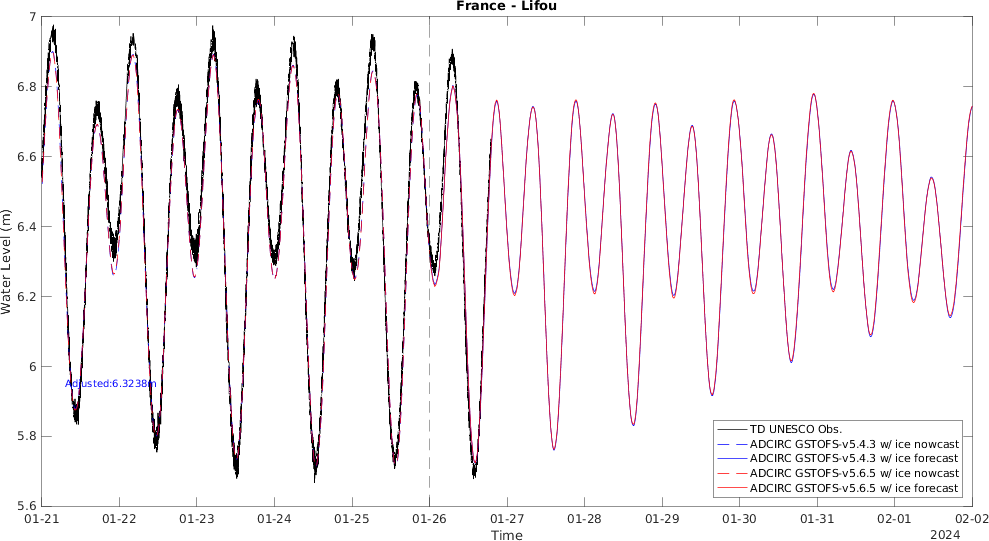 France - Lifou
Water Level (m)
7
6.8
6.6
6.4
6.2
6
5.8
5.6
Adjusted:6.3238m
TD UNESCO Obs.
ADCIRC GSTOFS-v5.4.3 w/ ice nowcast
ADCIRC GSTOFS-v5.4.3 w/ ice forecast
ADCIRC GSTOFS-v5.6.5 w/ ice nowcast
ADCIRC GSTOFS-v5.6.5 w/ ice forecast
01-21 01-22 01-23 01-24 01-25 01-26 01-27 01-28 01-29 01-30 01-31 02-01 02-02
Time
2024